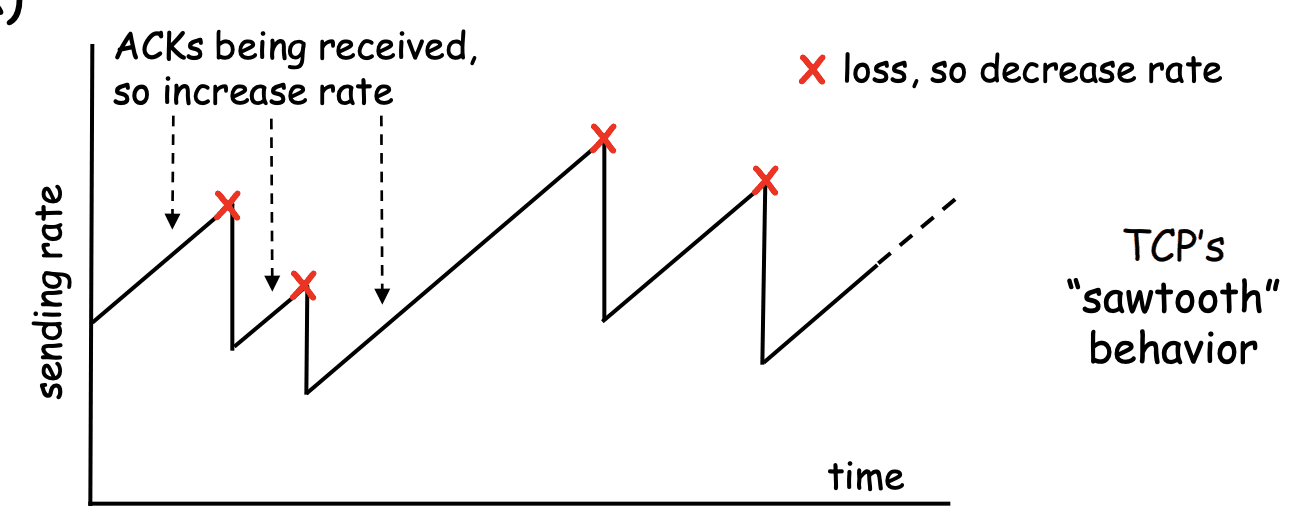 )
ACKs being received,
so increase rate
X loss, so decrease rate
sending rate
TCP's
“sawtooth”
behavior
time